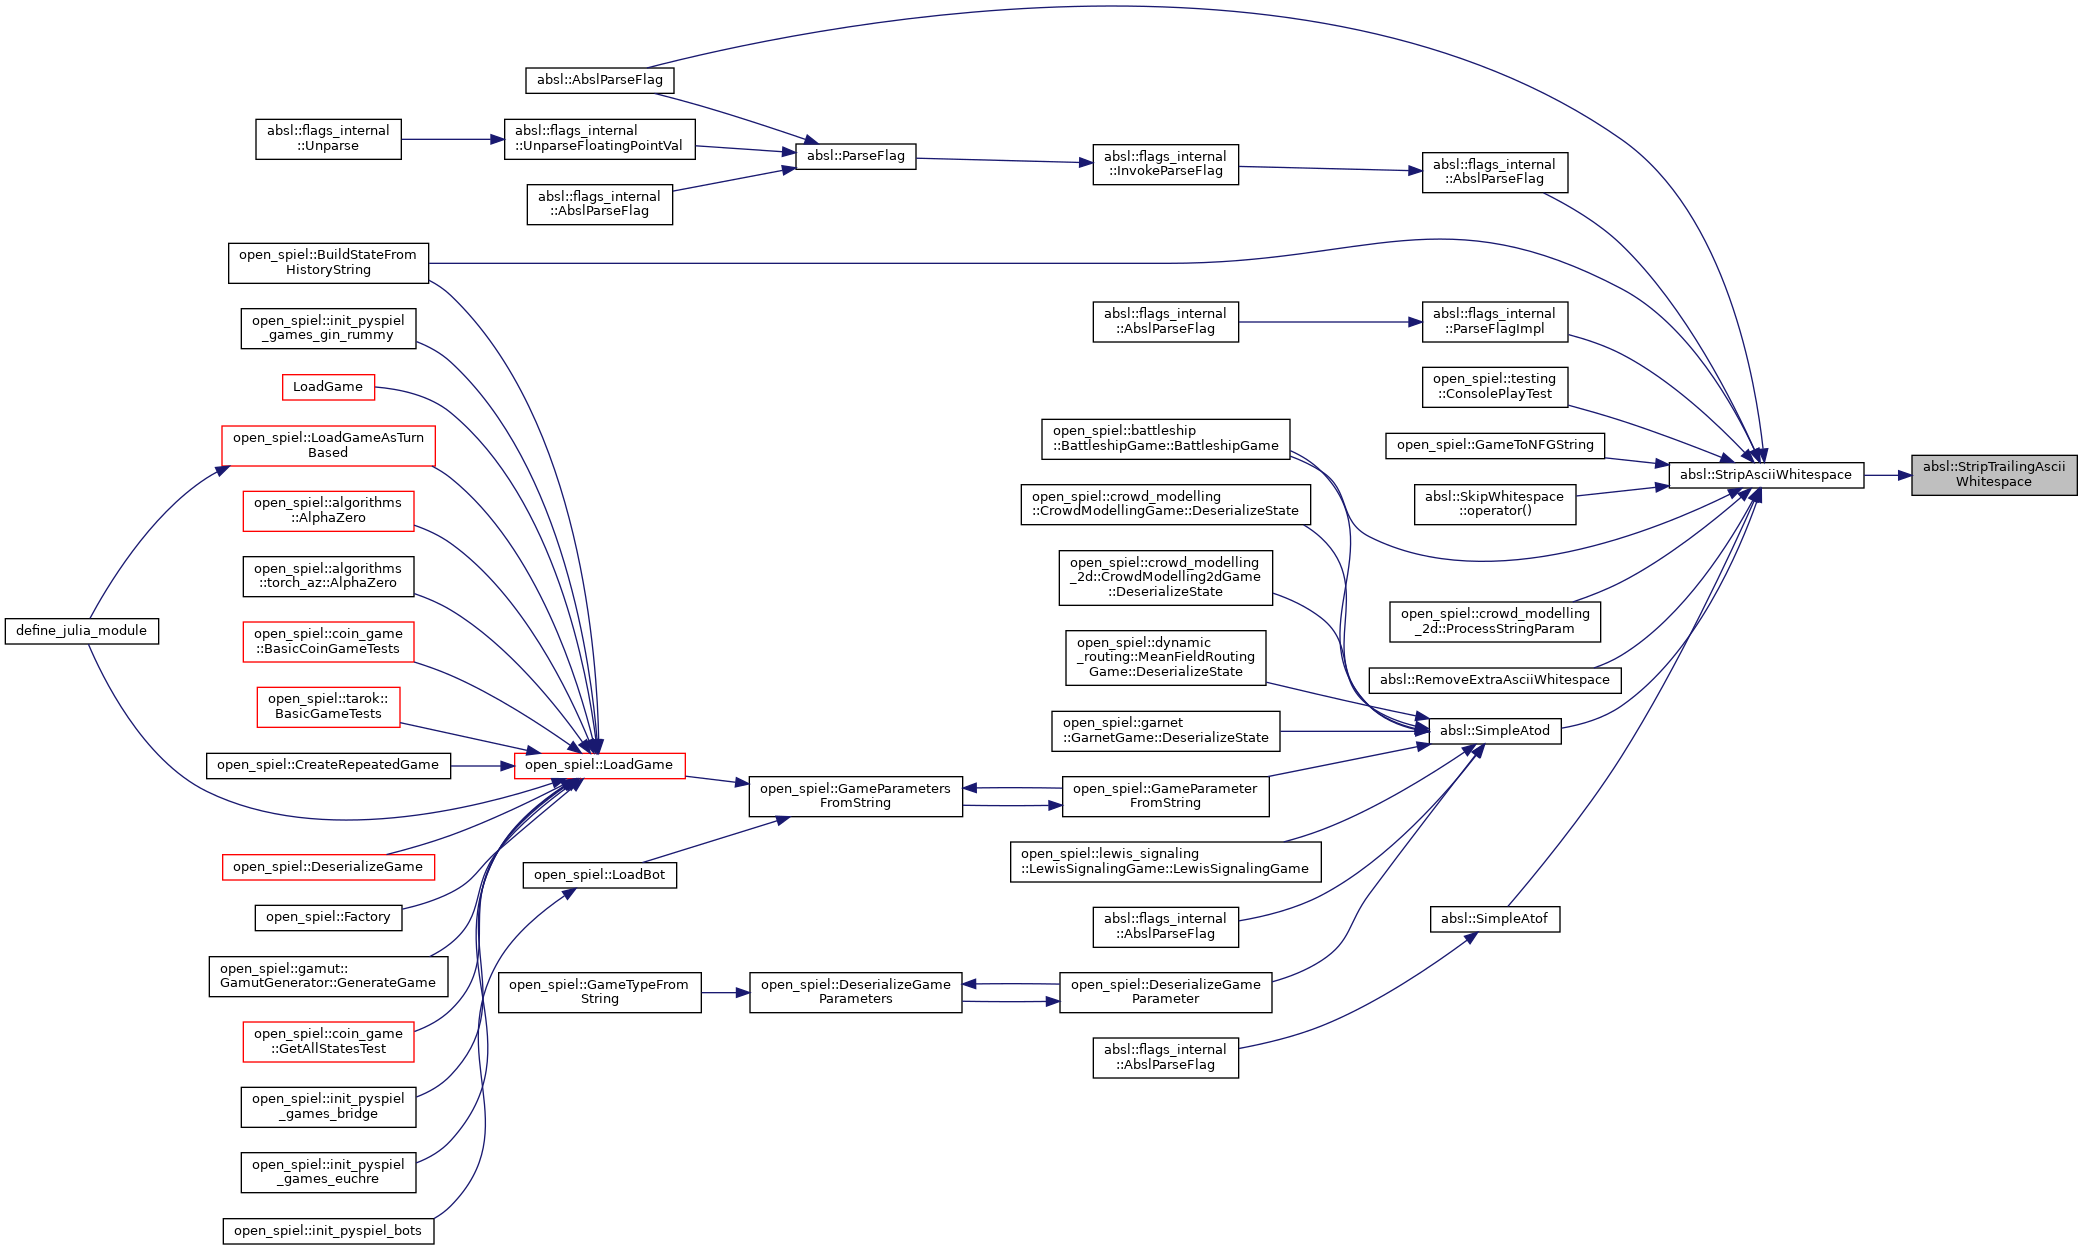 absl::AbslParseFlag
absl::flags_internal
::Unparse
absl::flags_internal
::UnparseFloatingPointVal
absl::ParseFlag
absl::flags_internal
::InvokeParseFlag
absl::flags_internal
::AbslParseFlag
absl::flags_internal
::AbslParseFlag
open_spiel::BuildStateFrom
HistoryString
open_spiel::init_pyspiel
_games_gin_rummy
absl::flags_internal
::AbslParseFlag
absl::flags_internal
::ParseFlagImpl
LoadGame
open_spiel::testing
::ConsolePlayTest
open_spiel::LoadGameAsTurn
Based
open_spiel::battleship
::BattleshipGame::BattleshipGame
open_spiel::GameToNFGString
absl::StripAsciiWhitespace
absl::StripTrailingAscii
Whitespace
open_spiel::algorithms
::AlphaZero
open_spiel::crowd_modelling
::CrowdModellingGame::DeserializeState
absl::SkipWhitespace
::operator()
open_spiel::algorithms
::torch_az::AlphaZero
open_spiel::crowd_modelling
_2d::CrowdModelling2dGame
::DeserializeState
open_spiel::crowd_modelling
_2d::ProcessStringParam
define_julia_module
open_spiel::coin_game
::BasicCoinGameTests
open_spiel::dynamic
_routing::MeanFieldRouting
Game::DeserializeState
absl::RemoveExtraAsciiWhitespace
open_spiel::tarok::
BasicGameTests
open_spiel::garnet
::GarnetGame::DeserializeState
absl::SimpleAtod
open_spiel::CreateRepeatedGame
open_spiel::LoadGame
open_spiel::GameParameters
FromString
open_spiel::GameParameter
FromString
open_spiel::DeserializeGame
open_spiel::LoadBot
open_spiel::lewis_signaling
::LewisSignalingGame::LewisSignalingGame
open_spiel::Factory
absl::flags_internal
::AbslParseFlag
absl::SimpleAtof
open_spiel::gamut::
GamutGenerator::GenerateGame
open_spiel::GameTypeFrom
String
open_spiel::DeserializeGame
Parameters
open_spiel::DeserializeGame
Parameter
open_spiel::coin_game
::GetAllStatesTest
absl::flags_internal
::AbslParseFlag
open_spiel::init_pyspiel
_games_bridge
open_spiel::init_pyspiel
_games_euchre
open_spiel::init_pyspiel_bots